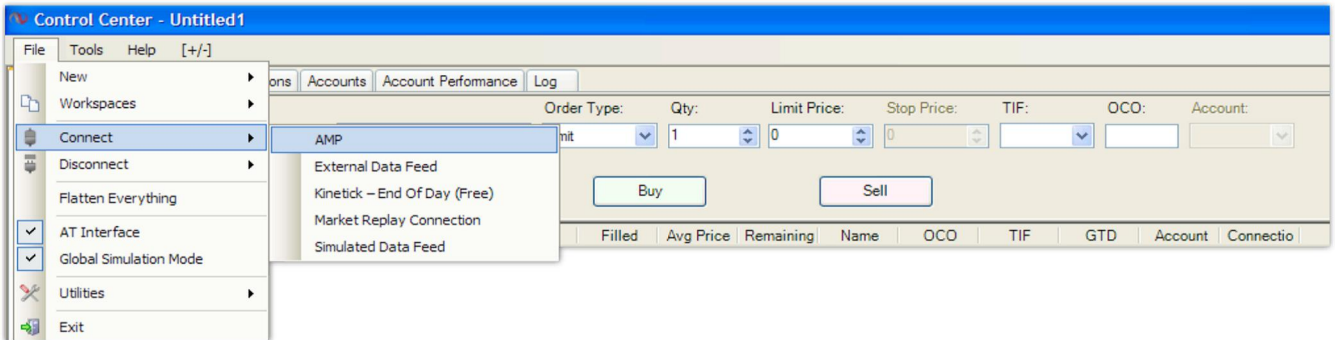 Control Center - Untitled1
File Tools Help [+/-]
New
ons Accounts Account Performance Log
Workspaces
Order Type: Qty: Limit Price: Stop Price: TIF: OCO: Account:
Connect
AMP
mit 1 0 0
Disconnect
External Data Feed
Flatten Everything
Kinetick – End Of Day (Free)
Buy Sell
Market Replay Connection
AT Interface
Simulated Data Feed
Filled Avg Price Remaining Name OCO TIF GTD Account Connectio
Global Simulation Mode
Utilities
Exit